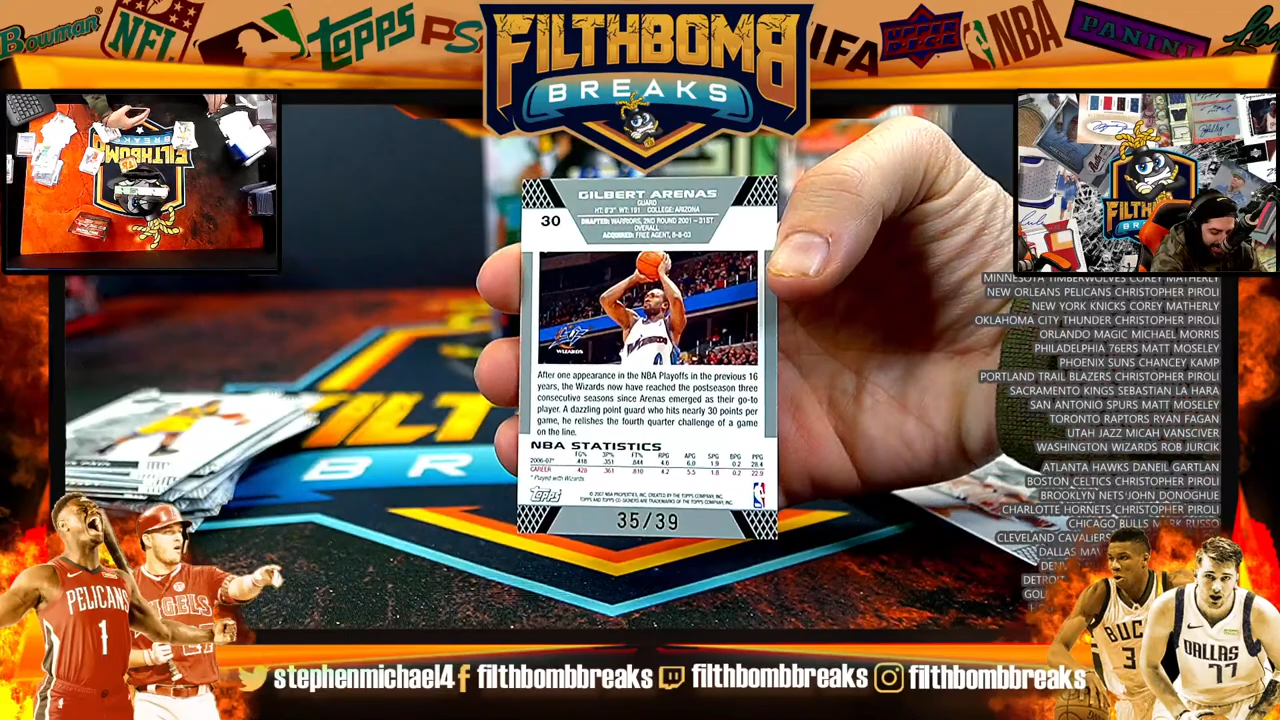 Bowman
NFL
Topps
PS
FILTHBOMB
BREAKS
FIFA
UPPER DECK
NBA
PANINI
Lea
GILBERT ARENAS
GUARD
HT: 6'3" WT: 191 COLLEGE: ARIZONA
30
DRAFTED: WARRIORS, 2ND ROUND 2001 – 31ST
OVERALL
ACQUIRED: FREE AGENT, 8-8-03
WIZARDS
After one appearance in the NBA Playoffs in the previous 16
years, the Wizards now have reached the postseason three
consecutive seasons since Arenas emerged as their go-to
player. A dazzling point guard who hits nearly 30 points per
game, he relishes the fourth quarter challenge of a game
on the line.
NBA STATISTICS
FG% 3P% FT% RPG APG SPG BPG PPG
2006-07* .418 .351 .844 4.6 6.0 1.9 0.2 28.4
CAREER .428 .361 .810 4.2 5.5 1.8 0.2 22.9
* Played with Wizards
Topps
© 2007 NBA PROPERTIES, INC. CREATED BY THE TOPPS COMPANY, INC.
TOPPS AND TOPPS CO-SIGNERS ARE TRADEMARKS OF THE TOPPS COMPANY, INC.
35/39
MINNESOTA TIMBERWOLVES COREY MATHERLY
NEW ORLEANS PELICANS CHRISTOPHER PIROLI
NEW YORK KNICKS COREY MATHERLY
OKLAHOMA CITY THUNDER CHRISTOPHER PIROLI
ORLANDO MAGIC MICHAEL MORRIS
PHILADELPHIA 76ERS MATT MOSELEY
PHOENIX SUNS CHANCEY KAMP
PORTLAND TRAIL BLAZERS CHRISTOPHER PIROLI
SACRAMENTO KINGS SEBASTIAN LA HARA
SAN ANTONIO SPURS MATT MOSELEY
TORONTO RAPTORS RYAN FAGAN
UTAH JAZZ MICAH VANSCIVER
WASHINGTON WIZARDS ROB JURCIK
ATLANTA HAWKS DANEIL GARTLAN
BOSTON CELTICS CHRISTOPHER PIROLI
BROOKLYN NETS JOHN DONOGHUE
CHARLOTTE HORNETS CHRISTOPHER PIROLI
CHICAGO BULLS MARK RUSSO
CLEVELAND CAVALIERS
DALLAS MAV
DETROIT
PELICANS
1
ANGELS
BUC
3
DALLAS
77
stephenmichael4 filthbombbreaks filthbombbreaks filthbombbreaks